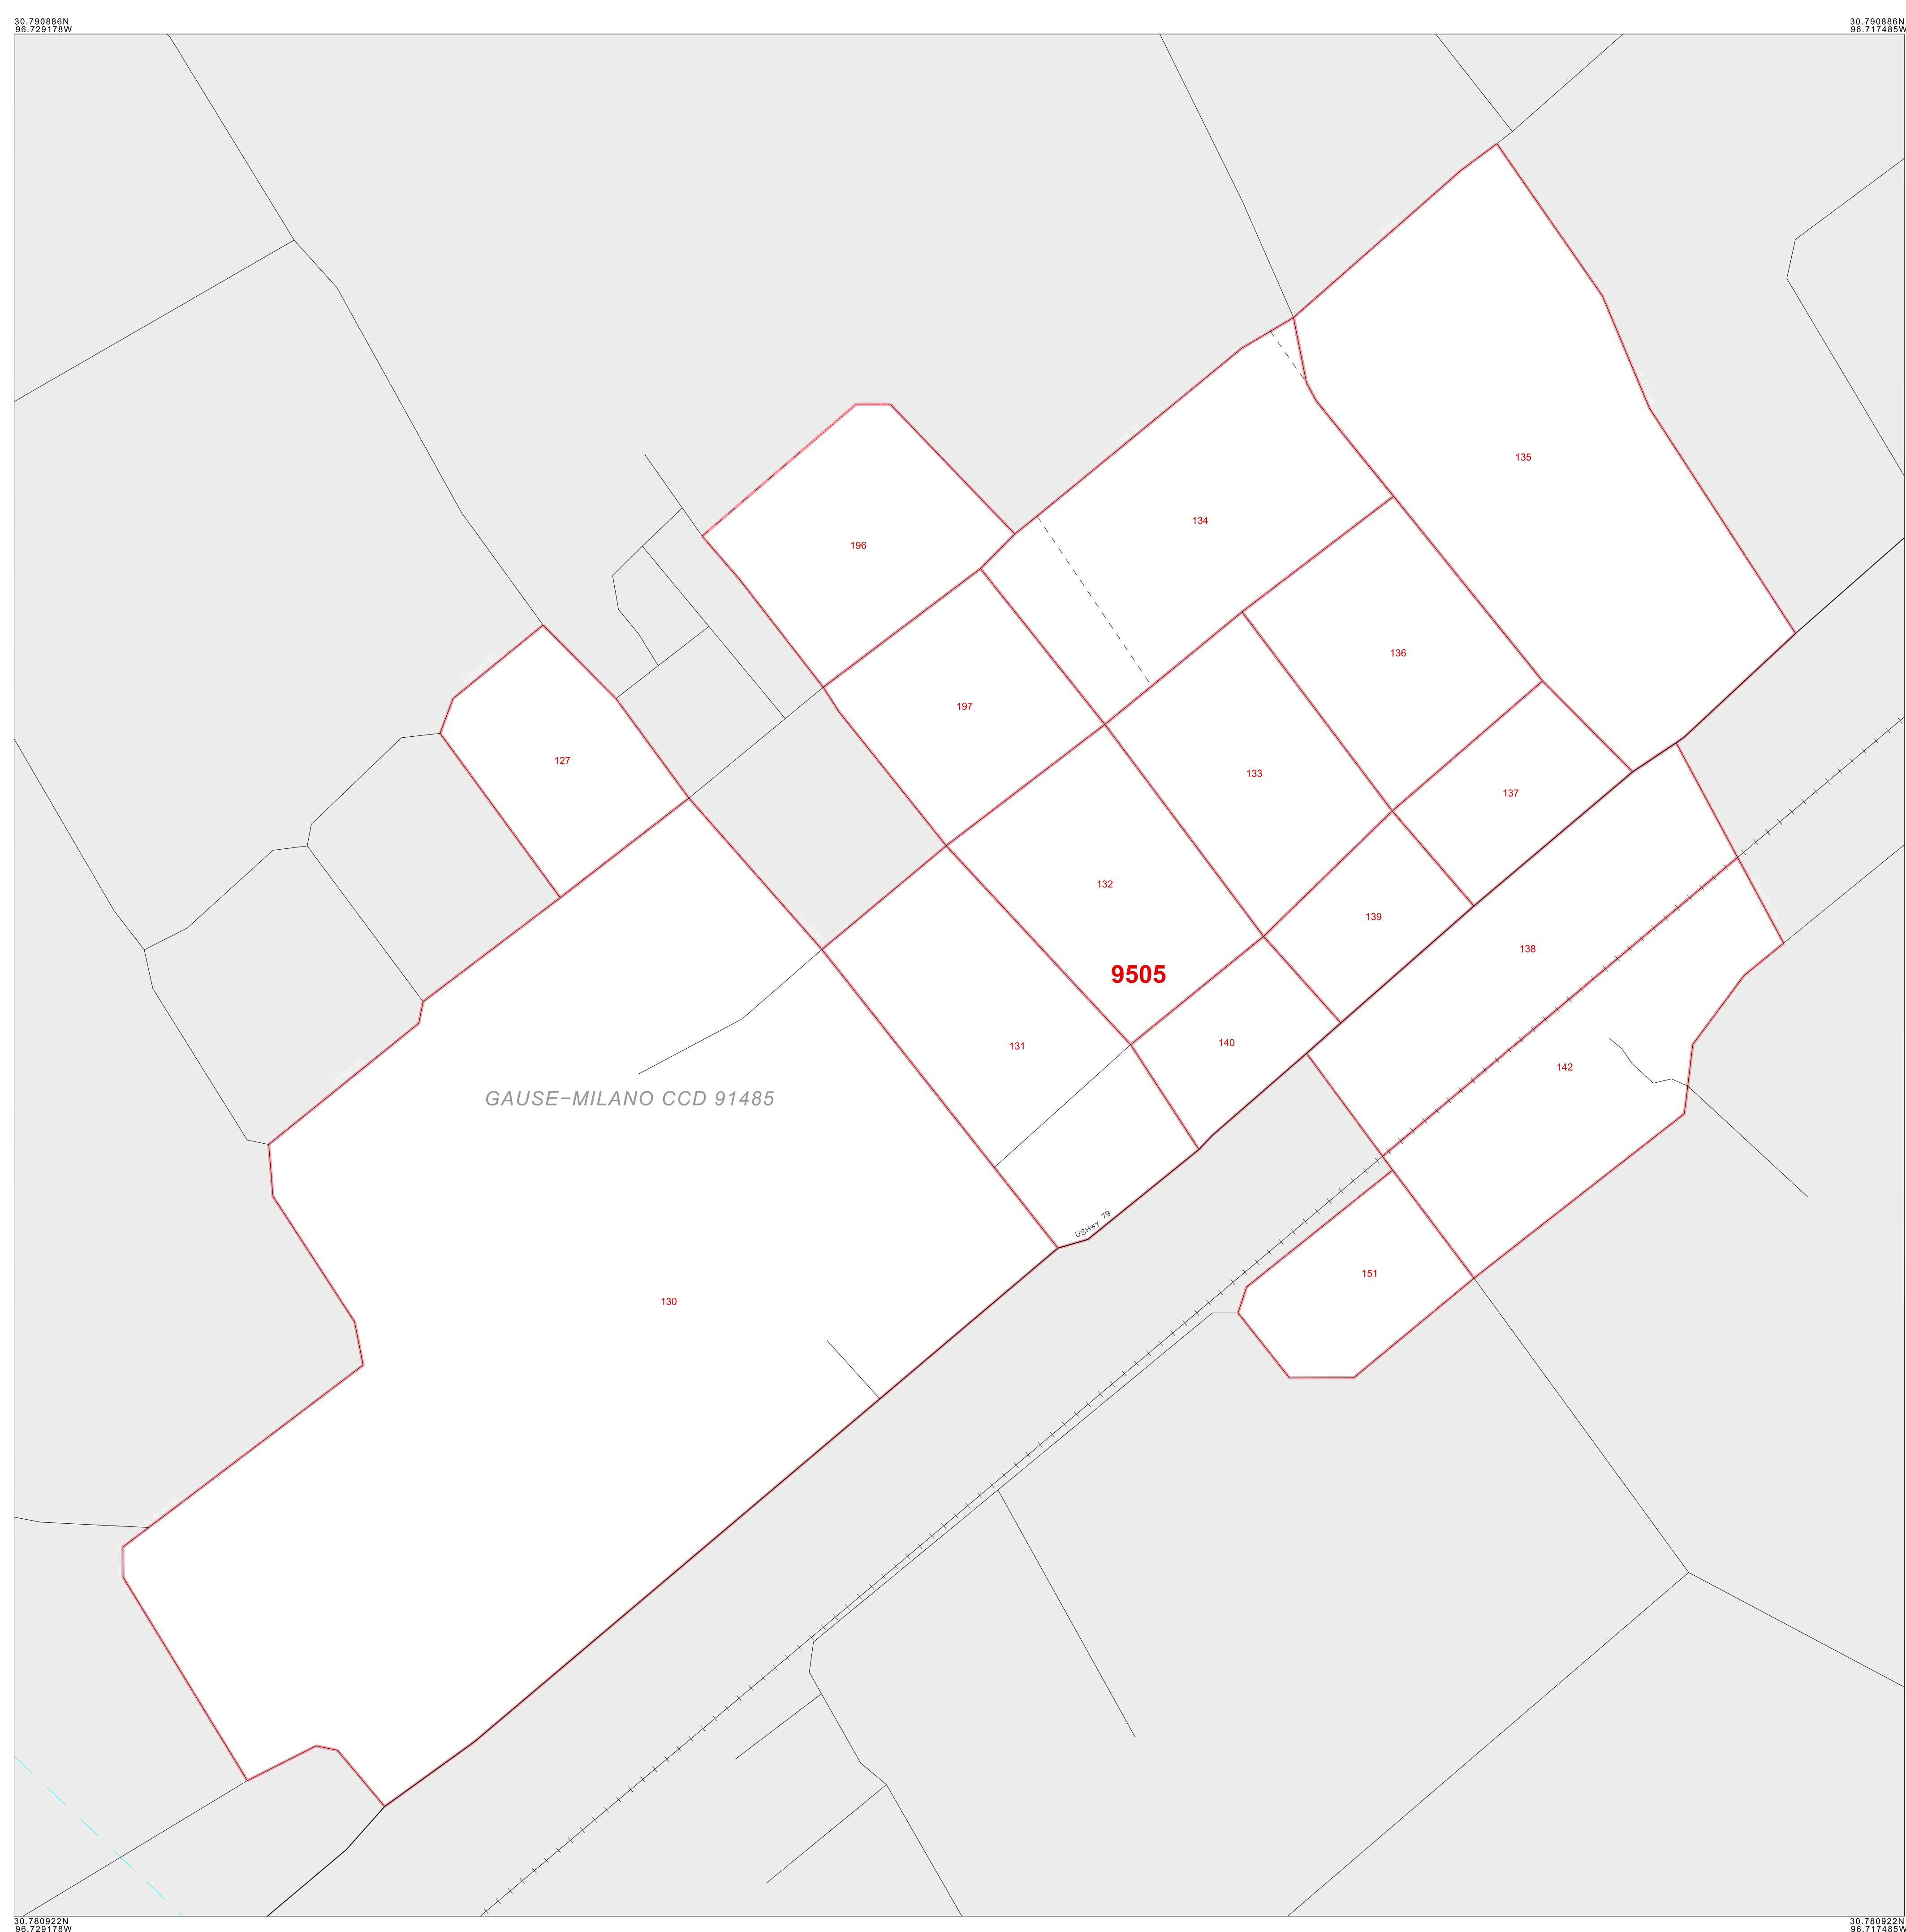 30.790886N
96.729178W
30.790886N
96.717485W
135
134
196
136
197
127
133
137
132
139
138
9505
140
131
142
GAUSE-MILANO CCD 91485
USHwy 79
151
130
30.780922N
96.729178W
30.780922N
96.717485W